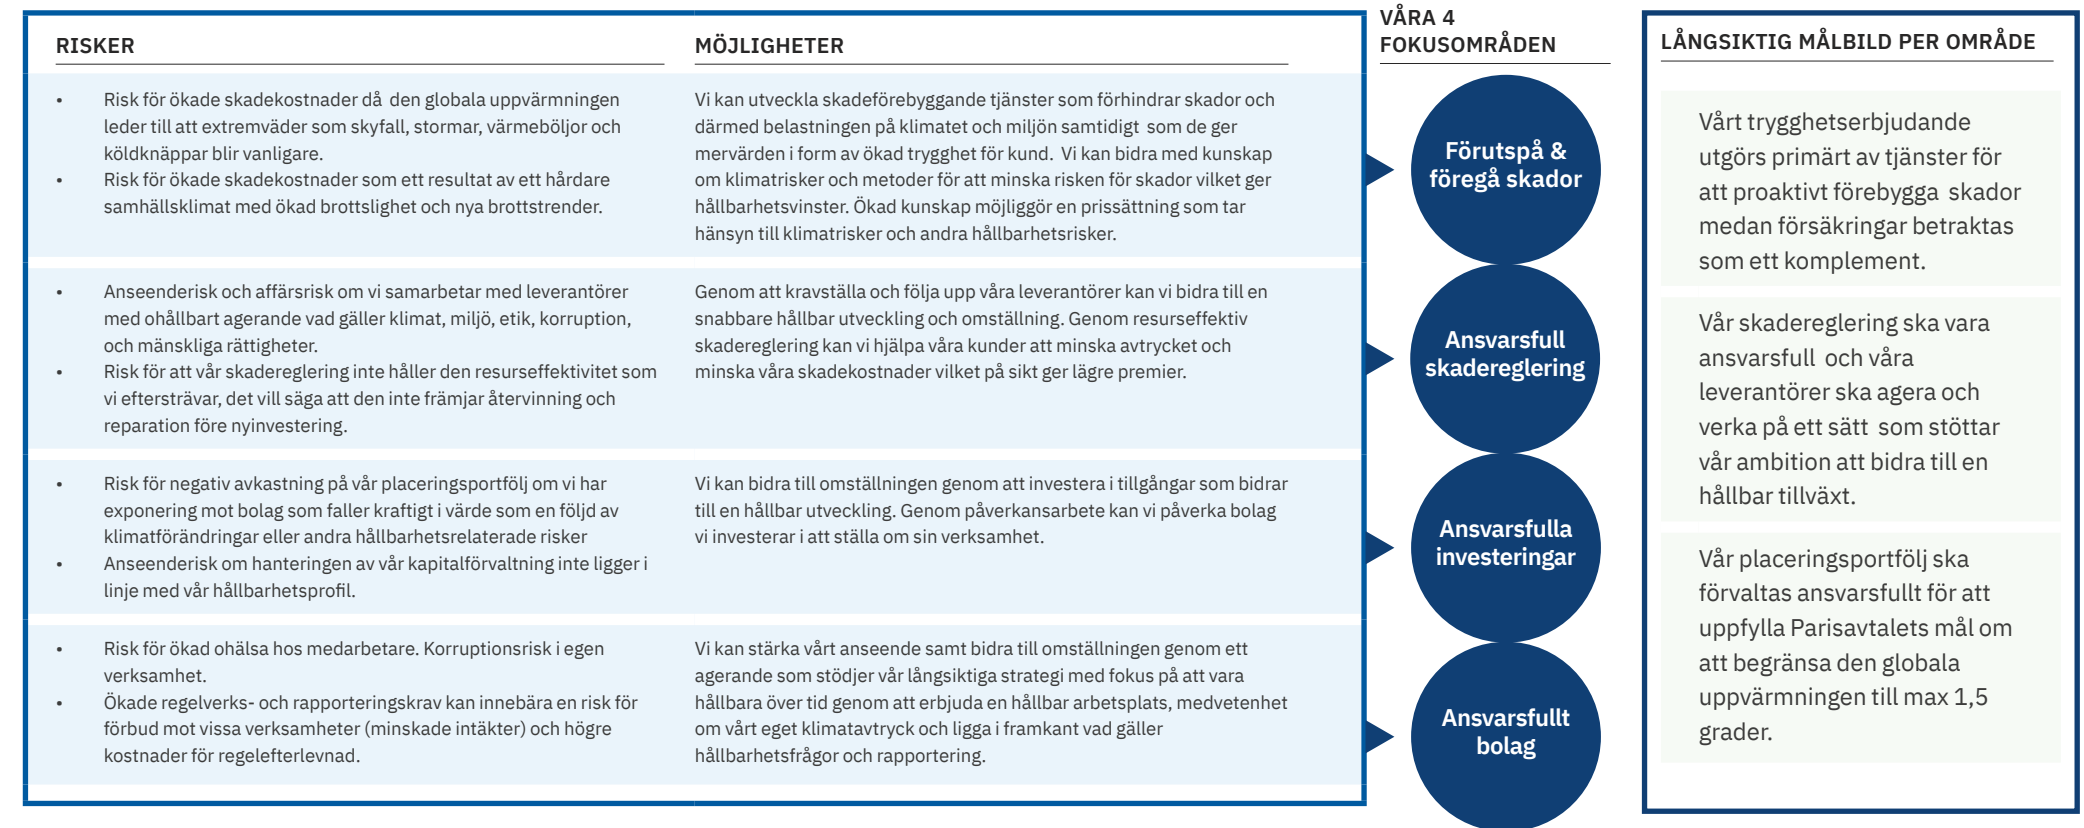 RISKER
MÖJLIGHETER
VÅRA 4
FOKUSOMRÅDEN
LÅNGSIKTIG MÅLBILD PER OMRÅDE
• Risk för ökade skadekostnader då den globala uppvärmningen
leder till att extremväder som skyfall, stormar, värmeböljor och
köldknäppar blir vanligare.
• Risk för ökade skadekostnader som ett resultat av ett hårdare
samhällsklimat med ökad brottslighet och nya brottstrender.
Vi kan utveckla skadeförebyggande tjänster som förhindrar skador och
därmed belastningen på klimatet och miljön samtidigt som de ger
mervärden i form av ökad trygghet för kund. Vi kan bidra med kunskap
om klimatrisker och metoder för att minska risken för skador vilket ger
hållbarhetsvinster. Ökad kunskap möjliggör en prissättning som tar
hänsyn till klimatrisker och andra hållbarhetsrisker.
Förutspå &
föregå skador
• Anseenderisk och affärsrisk om vi samarbetar med leverantörer
med ohållbart agerande vad gäller klimat, miljö, etik, korruption,
och mänskliga rättigheter.
• Risk för att vår skadereglering inte håller den resurseffektivitet som
vi eftersträvar, det vill säga att den inte främjar återvinning och
reparation före nyinvestering.
Genom att kravställa och följa upp våra leverantörer kan vi bidra till en
snabbare hållbar utveckling och omställning. Genom resurseffektiv
skadereglering kan vi hjälpa våra kunder att minska avtrycket och
minska våra skadekostnader vilket på sikt ger lägre premier.
Ansvarsfull
skadereglering
• Risk för negativ avkastning på vår placeringsportfölj om vi har
exponering mot bolag som faller kraftigt i värde som en följd av
klimatförändringar eller andra hållbarhetsrelaterade risker
• Anseenderisk om hanteringen av vår kapitalförvaltning inte ligger i
linje med vår hållbarhetsprofil.
Vi kan bidra till omställningen genom att investera i tillgångar som bidrar
till en hållbar utveckling. Genom påverkansarbete kan vi påverka bolag
vi investerar i att ställa om sin verksamhet.
Ansvarsfulla
investeringar
• Risk för ökad ohälsa hos medarbetare. Korruptionsrisk i egen
verksamhet.
• Ökade regelverks- och rapporteringskrav kan innebära en risk för
förbud mot vissa verksamheter (minskade intäkter) och högre
kostnader för regelefterlevnad.
Vi kan stärka vårt anseende samt bidra till omställningen genom ett
agerande som stödjer vår långsiktiga strategi med fokus på att vara
hållbara över tid genom att erbjuda en hållbar arbetsplats, medvetenhet
om vårt eget klimatavtryck och ligga i framkant vad gäller
hållbarhetsfrågor och rapportering.
Ansvarsfullt
bolag
Vårt trygghetserbjudande
utgörs primärt av tjänster för
att proaktivt förebygga skador
medan försäkringar betraktas
som ett komplement.
Vår skadereglering ska vara
ansvarsfull och våra
leverantörer ska agera och
verka på ett sätt som stöttar
vår ambition att bidra till en
hållbar tillväxt.
Vår placeringsportfölj ska
förvaltas ansvarsfullt för att
uppfylla Parisavtalets mål om
att begränsa den globala
uppvärmningen till max 1,5
grader.